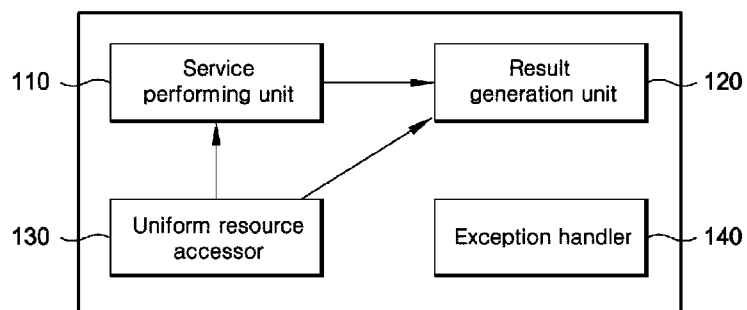 110
Service
performing unit
Result
generation unit
120
130
Uniform resource
accessor
Exception handler
140